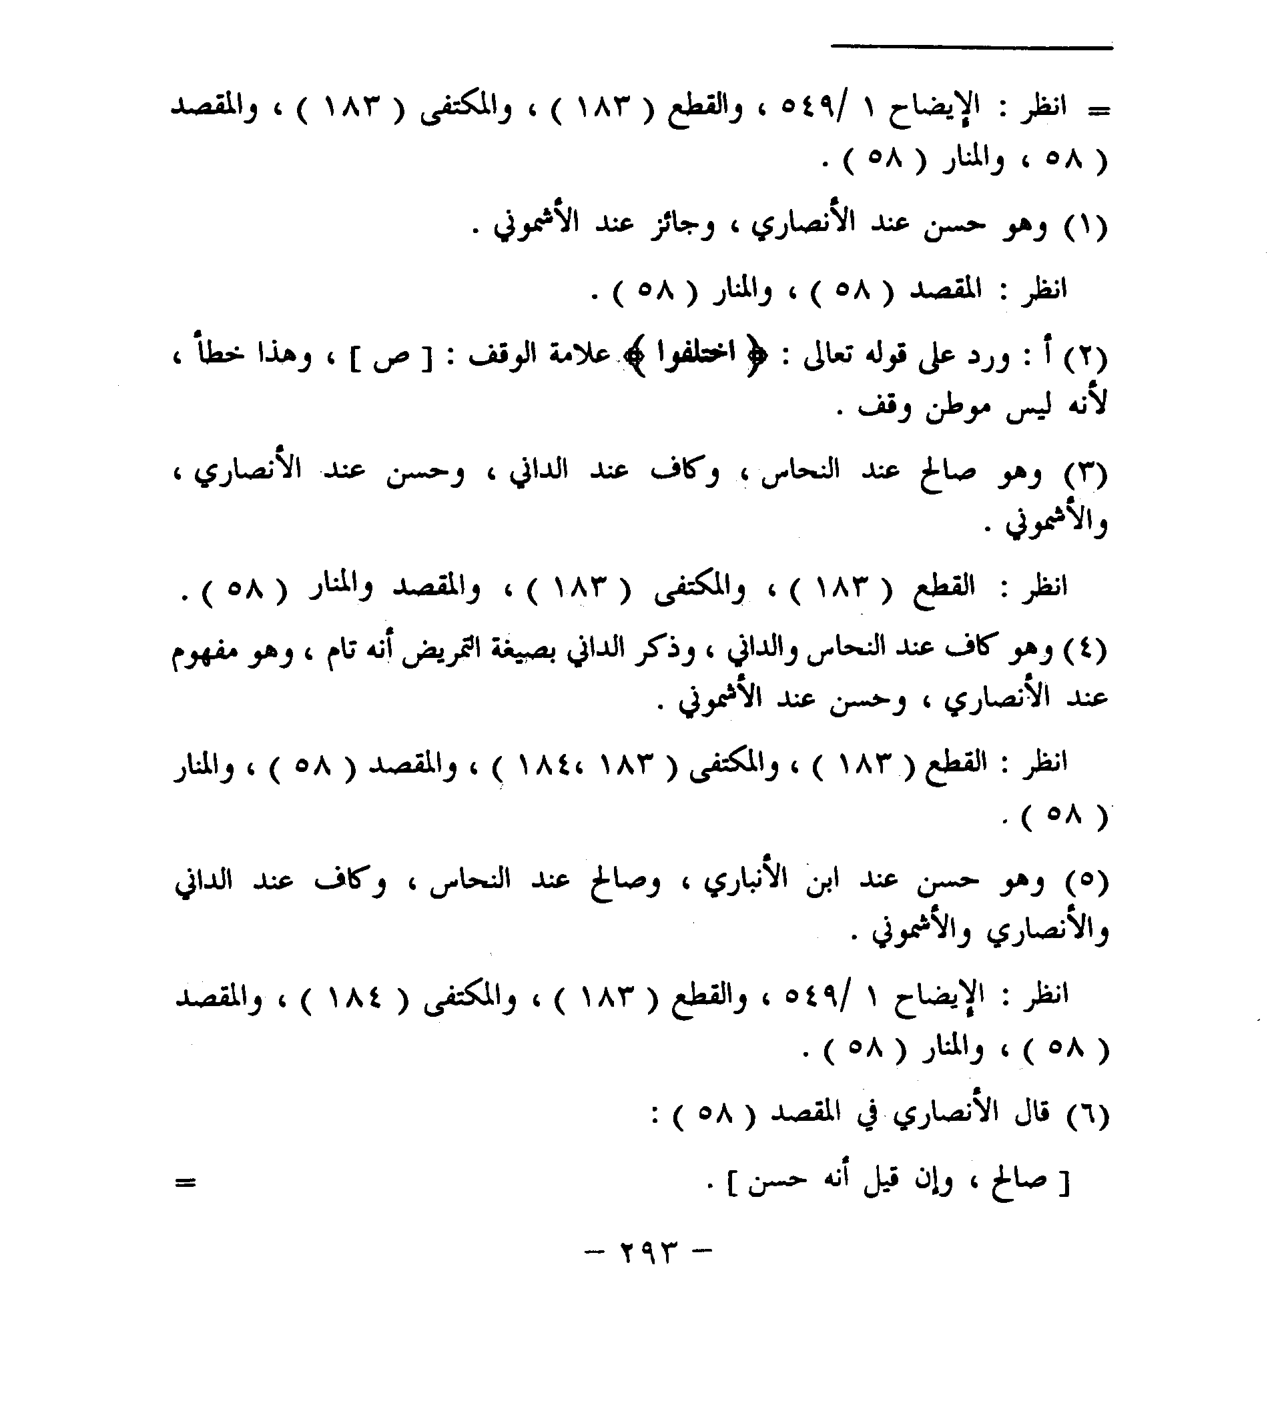 = انظر : الإيضاح ١ /٥٤٩ ، والقطع ( ١٨٣ ) ، والمكتفى ( ١٨٣ ) ، والمقصد
( ٥٨ ، والمنار ( ٥٨ ) .
(١) وهو حسن عند الأنصاري ، وجائز عند الأشموني .
انظر : المقصد ( ٥٨ ) ، والمنار ( ٥٨ ) .
(٢) أ : ورد على قوله تعالى : ﴿ اختلفوا ﴾ علامة الوقف : [ ص ] ، وهذا خطأ ،
لأنه ليس موطن وقف .
(٣) وهو صالح عند النحاس ، وكاف عند الداني ، وحسن عند الأنصاري ،
والأشموني .
انظر : القطع ( ١٨٣ ) ، والمكتفى ( ١٨٣ ) ، والمقصد والمنار ( ٥٨ ) .
(٤) وهو كاف عند النحاس والداني ، وذكر الداني بصيغة التمريض أنه تام ، وهو مفهوم
عند الأنصاري ، وحسن عند الأشموني .
انظر : القطع ( ١٨٣ ) ، والمكتفى ( ١٨٣ ،١٨٤ ) ، والمقصد ( ٥٨ ) ، والمنار
( ٥٨ ) .
(٥) وهو حسن عند ابن الأنباري ، وصالح عند النحاس ، وكاف عند الداني
والأنصاري والأشموني .
انظر : الإيضاح ١ /٥٤٩ ، والقطع ( ١٨٣ ) ، والمكتفى ( ١٨٤ ) ، والمقصد
( ٥٨ ) ، والمنار ( ٥٨ ) .
(٦) قال الأنصاري في المقصد ( ٥٨ ) :
[ صالح ، وإن قيل أنه حسن ] . =
– ٢٩٣ –